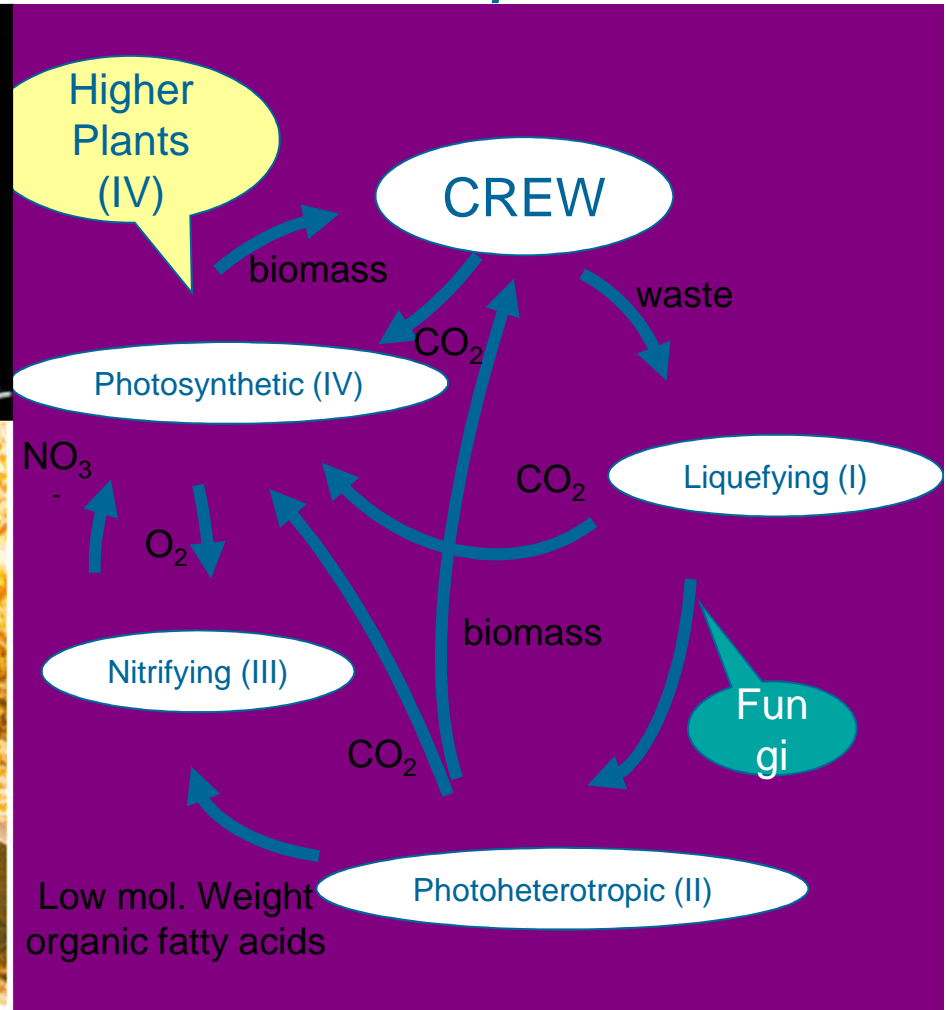 Higher
Plants
(IV)
CREW
biomass
waste
CO₂
Photosynthetic (IV)
NO₃
-
CO₂
Liquefying (I)
O₂
biomass
Nitrifying (III)
Fun
gi
CO₂
Photoheterotropic (II)
Low mol. Weight
organic fatty acids